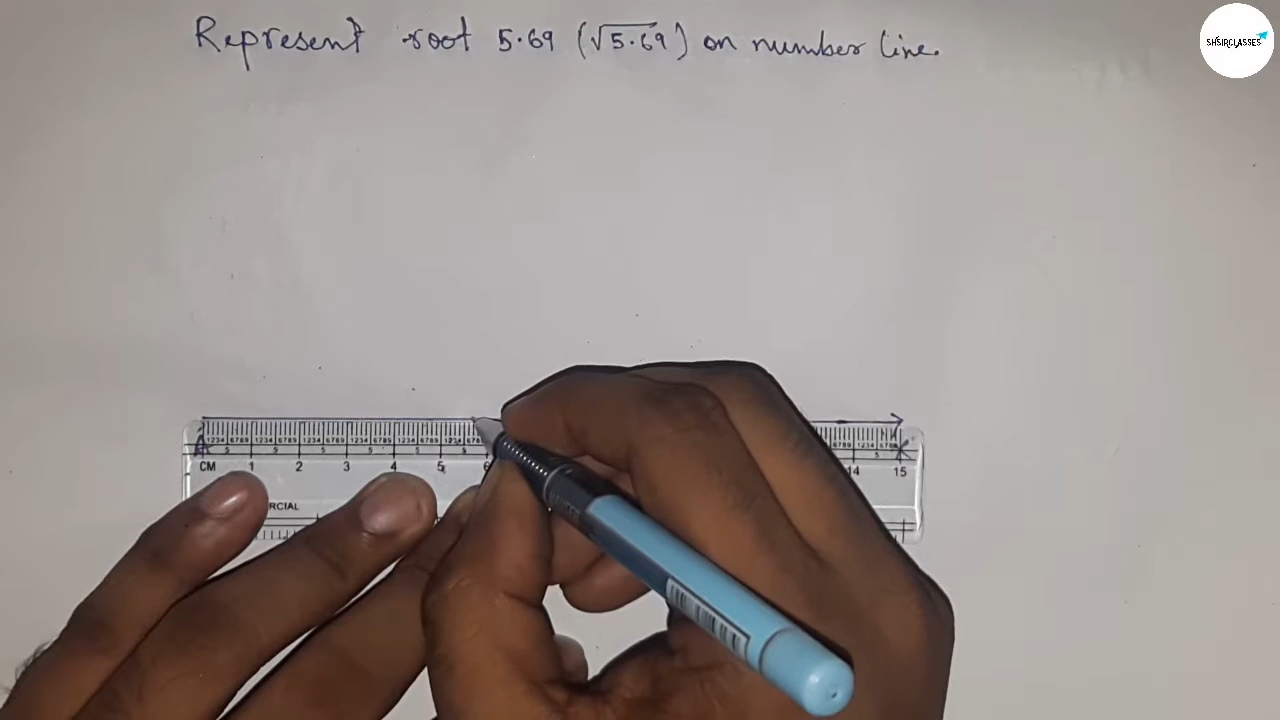 Represent root 5.69 (√5.69) on number line.
SHSIRCLASSES
A X
CM 1 2 3 4 5 6 14 15
RCIAL